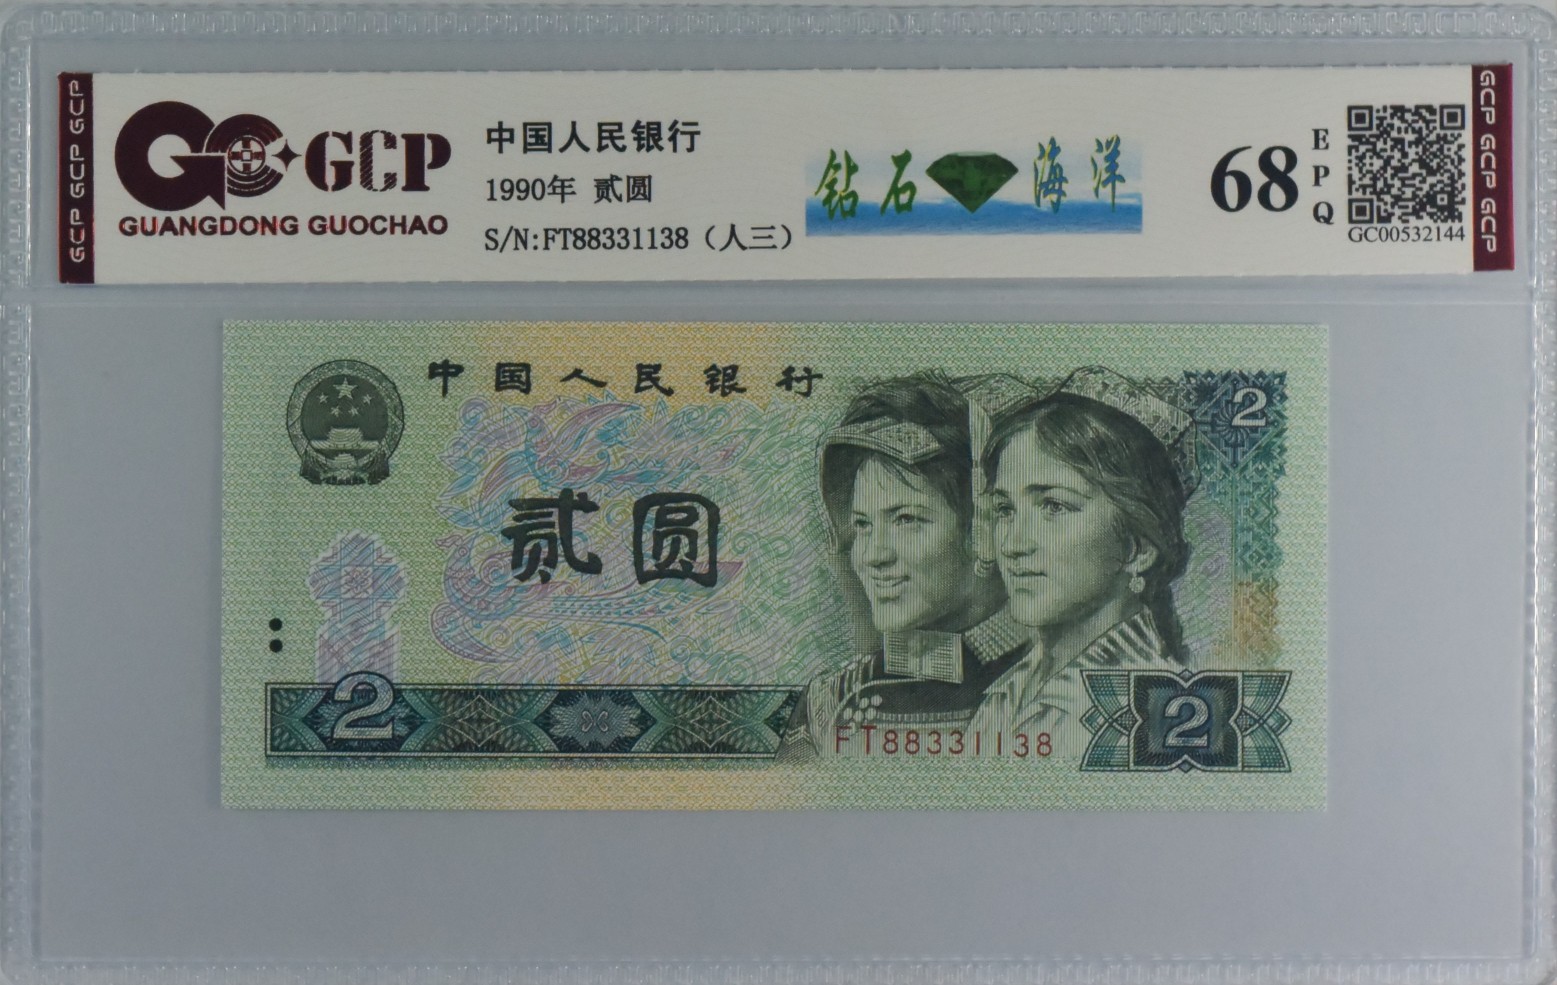 GCP
GUANGDONG GUOCHAO
中国人民银行
1990年 贰圆
S/N:FT88331138（人三）
钻石海洋
68
EPQ
GC00532144
GCP GCP GCP
GCP GCP GCP
中国人民银行
2
贰圆
2
FT88331138
2